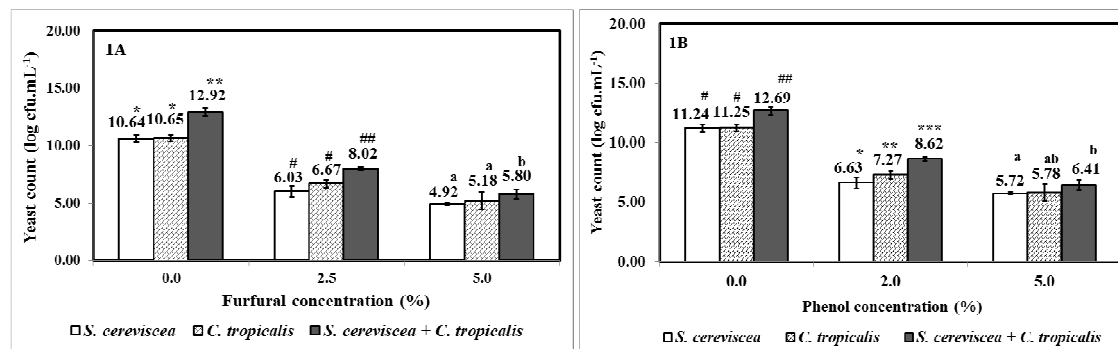 1A
Yeast count (log cfu.mL-1)
20.00
15.00
10.00
5.00
0.00
* * **
10.64 10.65 12.92
# # ##
6.03 6.67 8.02
a a b
4.92 5.18 5.80
0.0 2.5 5.0
Furfural concentration (%)
S. cereviscea C. tropicalis S. cereviscea + C. tropicalis
1B
Yeast count (log cfu.mL-1)
20.00
15.00
10.00
5.00
0.00
# # ##
11.24 11.25 12.69
* ** ***
6.63 7.27 8.62
a ab b
5.72 5.78 6.41
0.0 2.0 5.0
Phenol concentration (%)
S. cereviscea C. tropicalis S. cereviscea + C. tropicalis